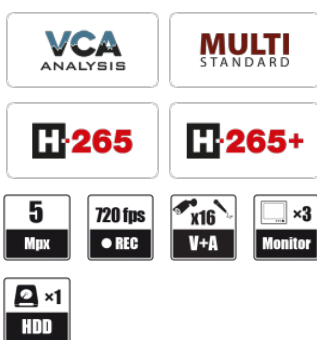 VCA
ANALYSIS
MULTI
STANDARD
H·265
H·265+
5
Mpx
720 fps
● REC
x16
V+A
×3
Monitor
×1
HDD